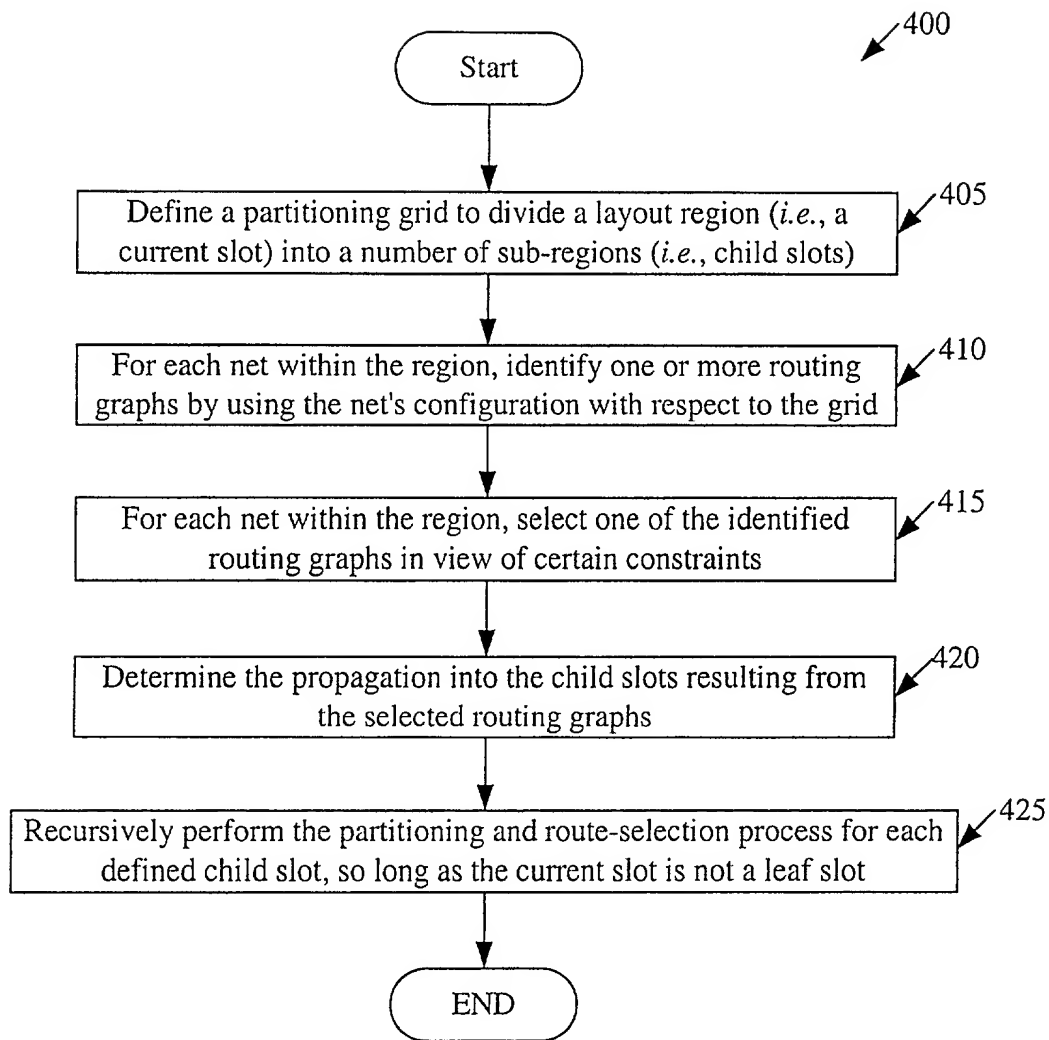 400
Start
405
Define a partitioning grid to divide a layout region (i.e., a
current slot) into a number of sub-regions (i.e., child slots)
410
For each net within the region, identify one or more routing
graphs by using the net's configuration with respect to the grid
415
For each net within the region, select one of the identified
routing graphs in view of certain constraints
420
Determine the propagation into the child slots resulting from
the selected routing graphs
425
Recursively perform the partitioning and route-selection process for each
defined child slot, so long as the current slot is not a leaf slot
END